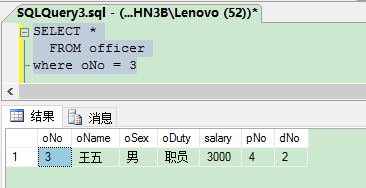 SQLQuery3.sql - (...HN3B\Lenovo (52))*
SELECT *
FROM officer
where oNo = 3
结果 消息
oNo oName oSex oDuty salary pNo dNo
1 3 王五 男 职员 3000 4 2